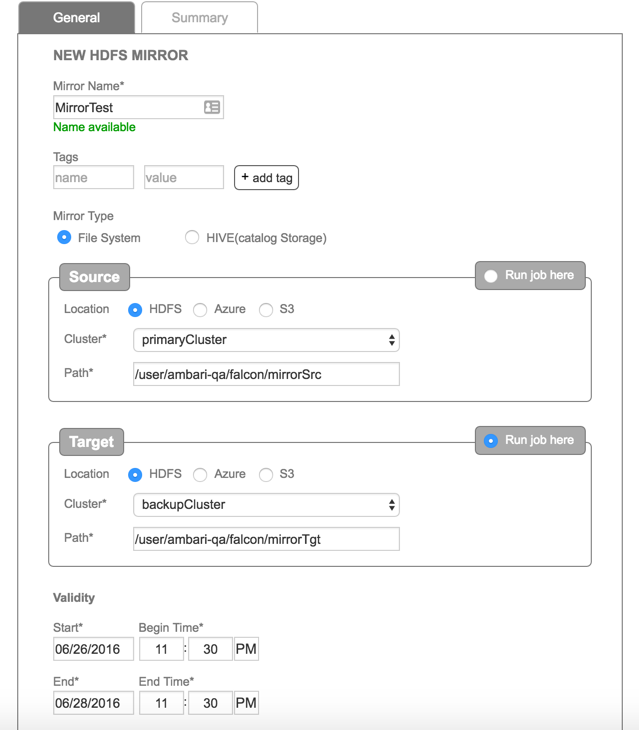 General Summary
NEW HDFS MIRROR
Mirror Name*
MirrorTest
Name available
Tags
name value + add tag
Mirror Type
File System HIVE(catalog Storage)
Source Run job here
Location HDFS Azure S3
Cluster* primaryCluster
Path* /user/ambari-qa/falcon/mirrorSrc
Target Run job here
Location HDFS Azure S3
Cluster* backupCluster
Path* /user/ambari-qa/falcon/mirrorTgt
Validity
Start* Begin Time*
06/26/2016 11 : 30 PM
End* End Time*
06/28/2016 11 : 30 PM